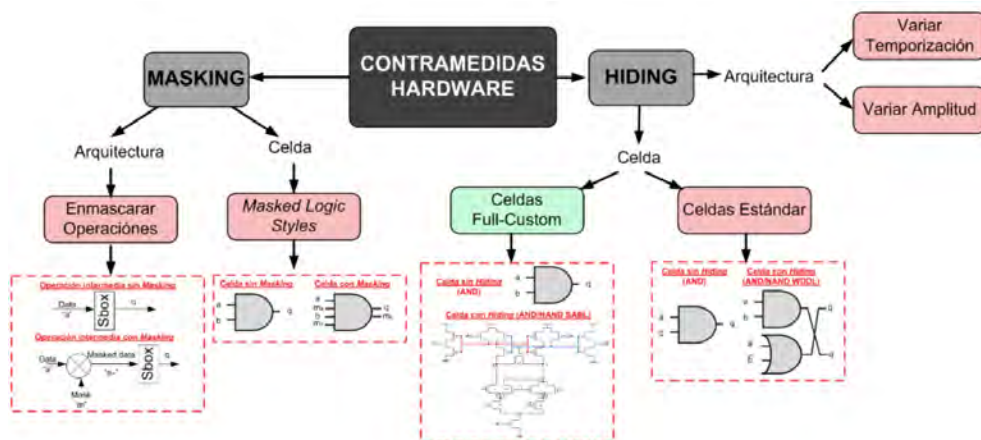 CONTRAMEDIDAS
HARDWARE
MASKING
HIDING
Arquitectura
Variar
Temporización
Variar Amplitud
Arquitectura
Celda
Celda
Enmascarar
Operaciónes
Masked Logic
Styles
Celdas
Full-Custom
Celdas Estándar
Operación intermedia sin Masking
Data
"a"
Sbox
q
Operación intermedia con Masking
Data
"a"
Masked data
Sbox
q
Mask
"m"
Celda sin Masking
a
b
q
Celda con Masking
a
b
q
Celda sin Hiding
(AND)
a
b
q
Celda con Hiding (AND/NAND SABL)
Celda sin Hiding
(AND)
a
q
q
Celda con Hiding
(AND/NAND WDDL)
b
q